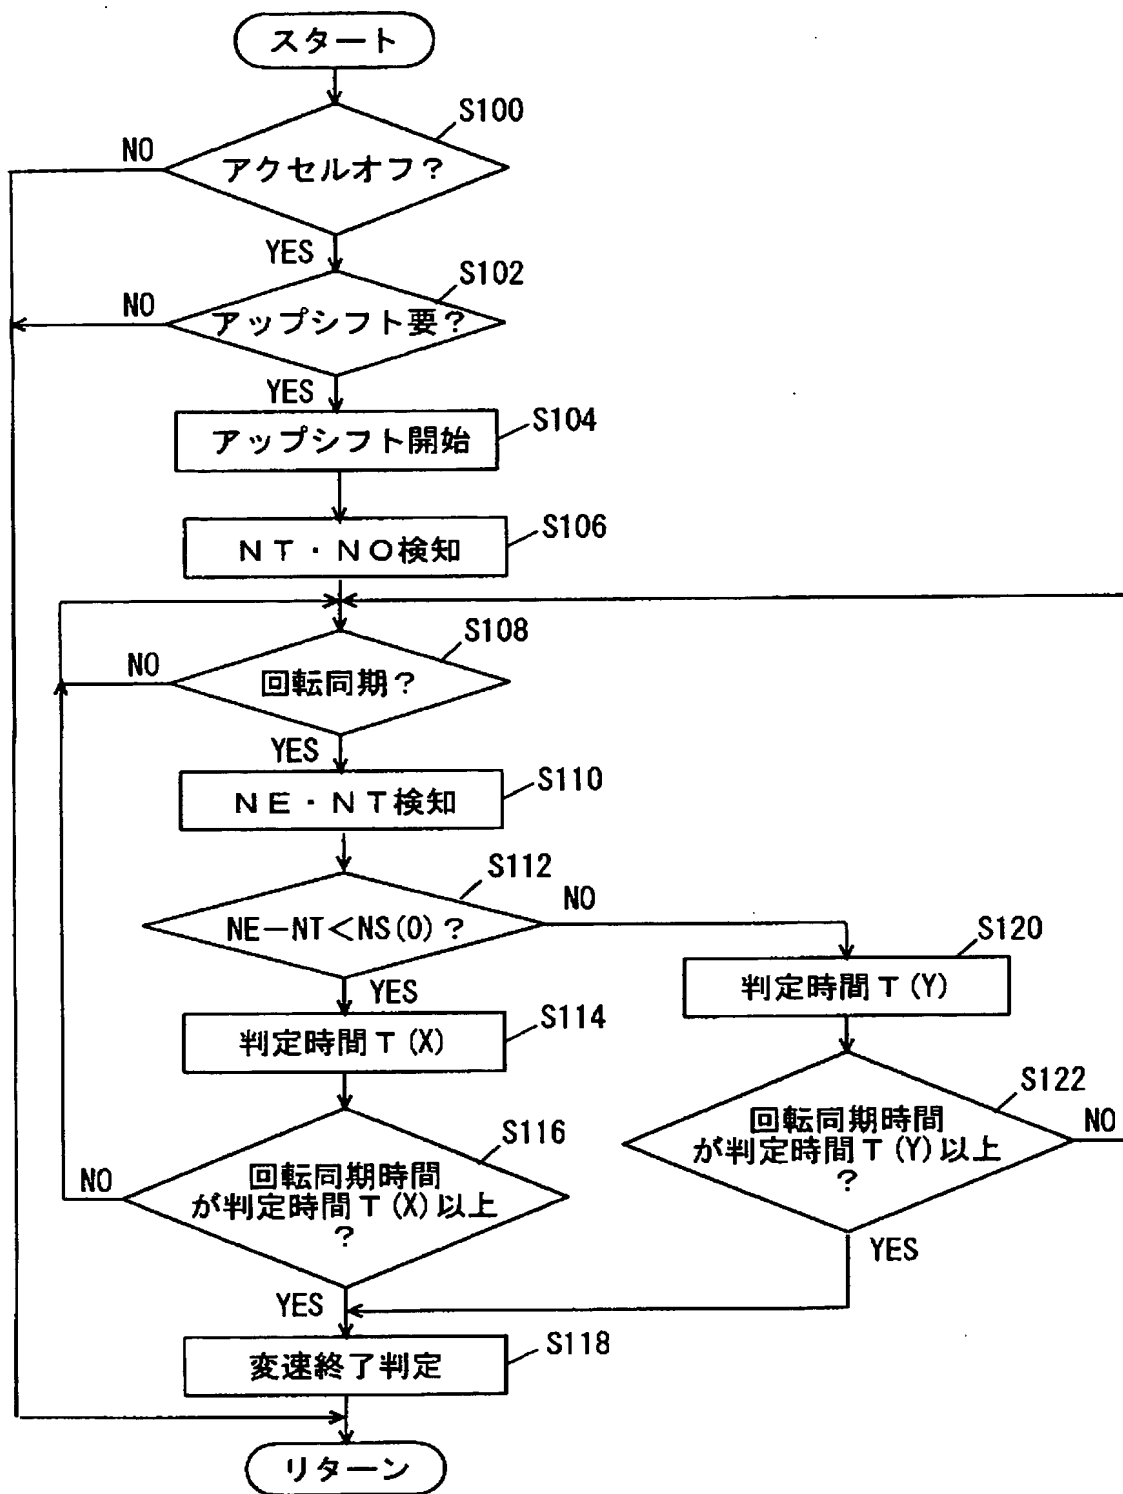 スタート
S100
NO
アクセルオフ？
YES
S102
NO
アップシフト要？
YES
S104
アップシフト開始
S106
ＮＴ・ＮＯ検知
S108
NO
回転同期？
YES
S110
ＮＥ・ＮＴ検知
S112
NO
NE－NT＜NS(0)？
S120
YES
判定時間Ｔ(Y)
S114
判定時間Ｔ(X)
S122
回転同期時間
が判定時間Ｔ(Y)以上
？
NO
S116
NO
回転同期時間
が判定時間Ｔ(X)以上
？
YES
YES
S118
変速終了判定
リターン